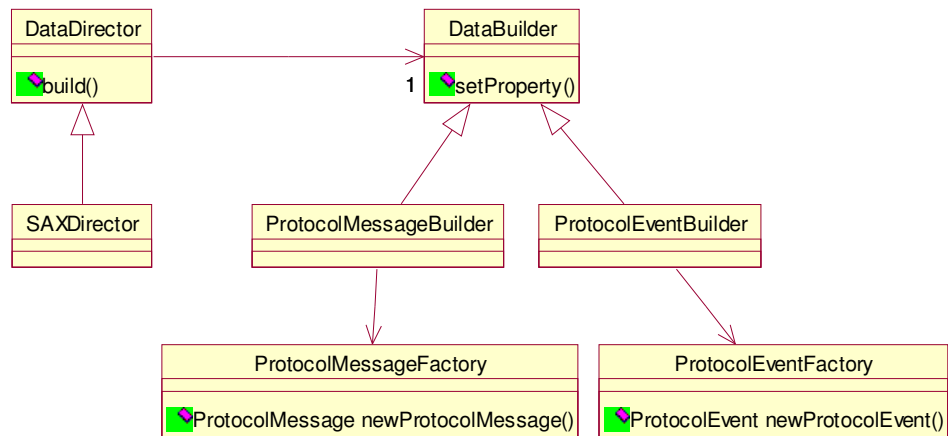 DataDirector
build()
DataBuilder
1
setProperty()
SAXDirector
ProtocolMessageBuilder
ProtocolEventBuilder
ProtocolMessageFactory
ProtocolMessage newProtocolMessage()
ProtocolEventFactory
ProtocolEvent newProtocolEvent()